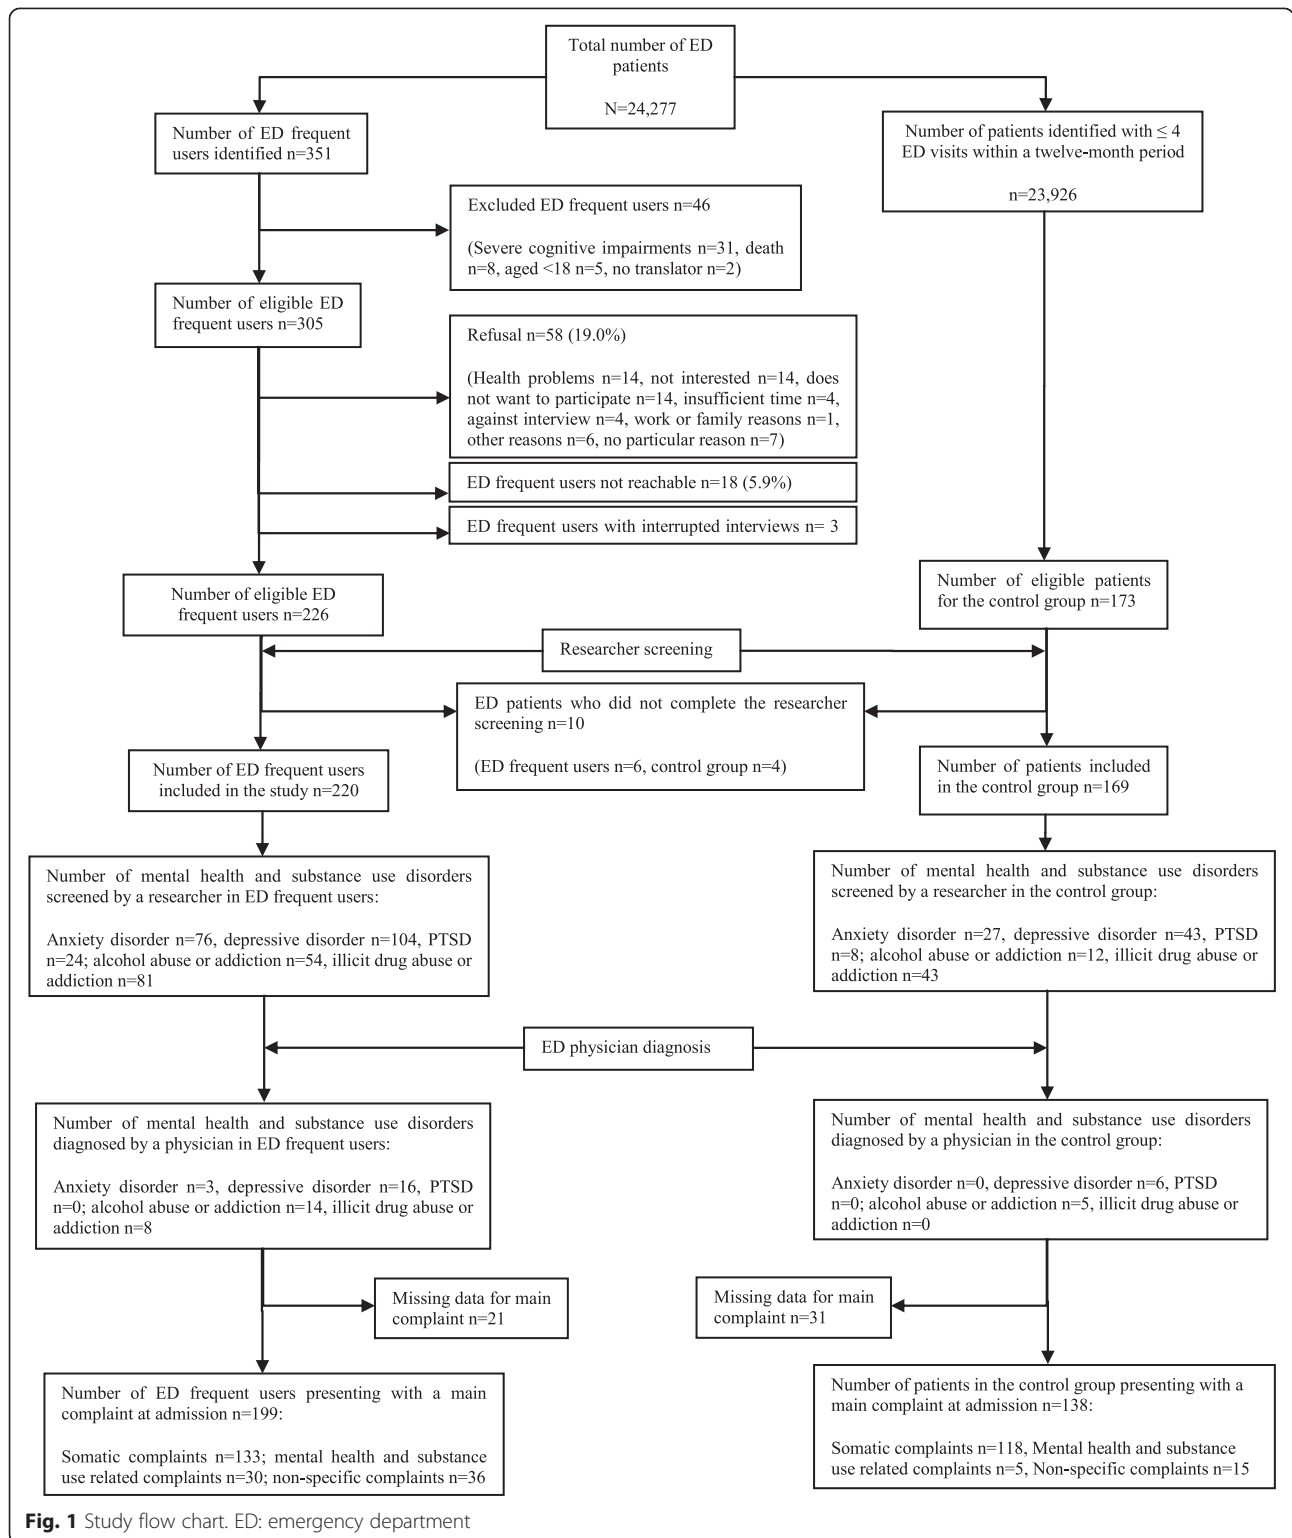 Total number of ED
patients
N=24,277
Number of ED frequent
users identified n=351
Number of patients identified with ≤ 4
ED visits within a twelve-month period
n=23,926
Excluded ED frequent users n=46
(Severe cognitive impairments n=31, death
n=8, aged <18 n=5, no translator n=2)
Number of eligible ED
frequent users n=305
Refusal n=58 (19.0%)
(Health problems n=14, not interested n=14, does
not want to participate n=14, insufficient time n=4,
against interview n=4, work or family reasons n=1,
other reasons n=6, no particular reason n=7)
ED frequent users not reachable n=18 (5.9%)
ED frequent users with interrupted interviews n= 3
Number of eligible ED
frequent users n=226
Number of eligible patients
for the control group n=173
Researcher screening
ED patients who did not complete the researcher
screening n=10
(ED frequent users n=6, control group n=4)
Number of ED frequent users
included in the study n=220
Number of patients included
in the control group n=169
Number of mental health and substance use disorders
screened by a researcher in ED frequent users:
Anxiety disorder n=76, depressive disorder n=104, PTSD
n=24; alcohol abuse or addiction n=54, illicit drug abuse or
addiction n=81
Number of mental health and substance use disorders
screened by a researcher in the control group:
Anxiety disorder n=27, depressive disorder n=43, PTSD
n=8; alcohol abuse or addiction n=12, illicit drug abuse or
addiction n=43
ED physician diagnosis
Number of mental health and substance use disorders
diagnosed by a physician in ED frequent users:
Anxiety disorder n=3, depressive disorder n=16, PTSD
n=0; alcohol abuse or addiction n=14, illicit drug abuse or
addiction n=8
Number of mental health and substance use disorders
diagnosed by a physician in the control group:
Anxiety disorder n=0, depressive disorder n=6, PTSD
n=0; alcohol abuse or addiction n=5, illicit drug abuse or
addiction n=0
Missing data for main
complaint n=21
Missing data for main
complaint n=31
Number of ED frequent users presenting with a main
complaint at admission n=199:
Somatic complaints n=133; mental health and substance
use related complaints n=30; non-specific complaints n=36
Number of patients in the control group presenting with a
main complaint at admission n=138:
Somatic complaints n=118, Mental health and substance
use related complaints n=5, Non-specific complaints n=15
Fig. 1 Study flow chart. ED: emergency department